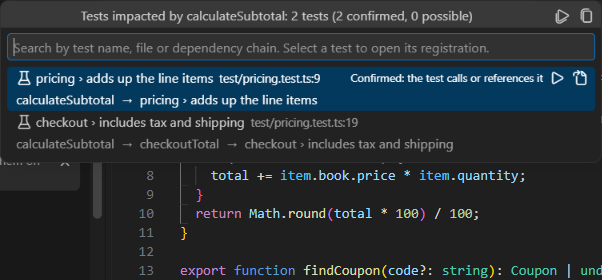 Tests impacted by calculateSubtotal: 2 tests (2 confirmed, 0 possible)
Search by test name, file or dependency chain. Select a test to open its registration.
pricing › adds up the line items test/pricing.test.ts:9 Confirmed: the test calls or references it
calculateSubtotal → pricing › adds up the line items
checkout › includes tax and shipping test/pricing.test.ts:19
calculateSubtotal → checkoutTotal → checkout › includes tax and shipping
8 total += item.book.price * item.quantity;
9 }
10 return Math.round(total * 100) / 100;
11 }
12
13 export function findCoupon(code?: string): Coupon | und